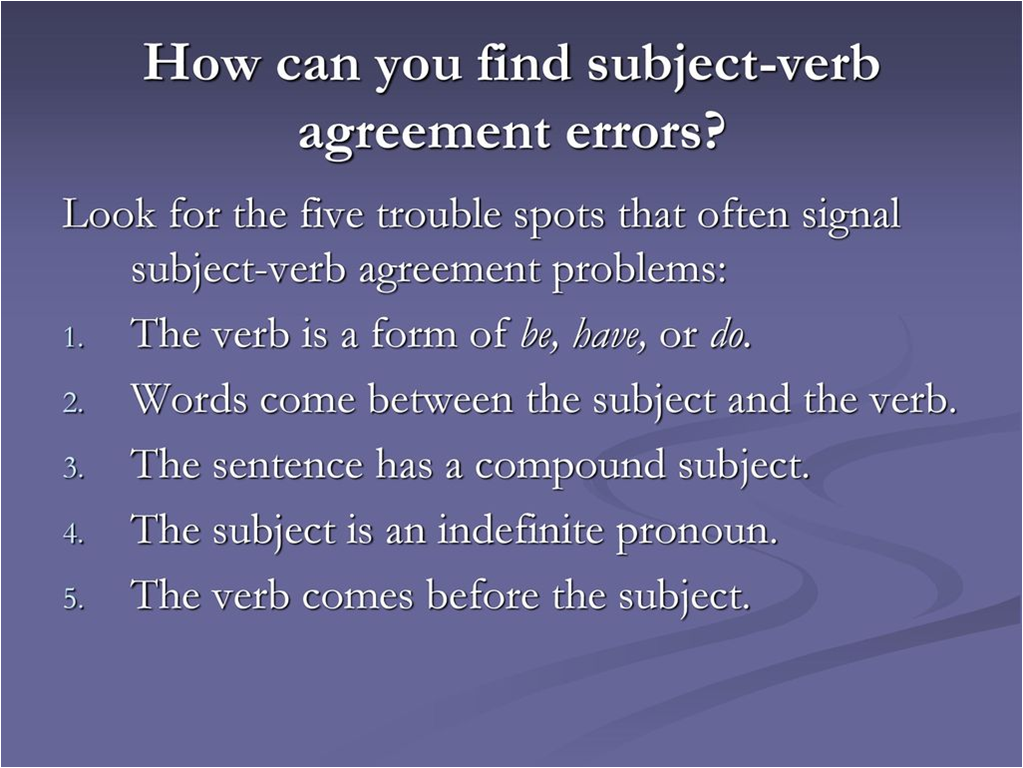 How can you find subject-verb
agreement errors?
Look for the five trouble spots that often signal
subject-verb agreement problems:
1. The verb is a form of be, have, or do.
2. Words come between the subject and the verb.
3. The sentence has a compound subject.
4. The subject is an indefinite pronoun.
5. The verb comes before the subject.